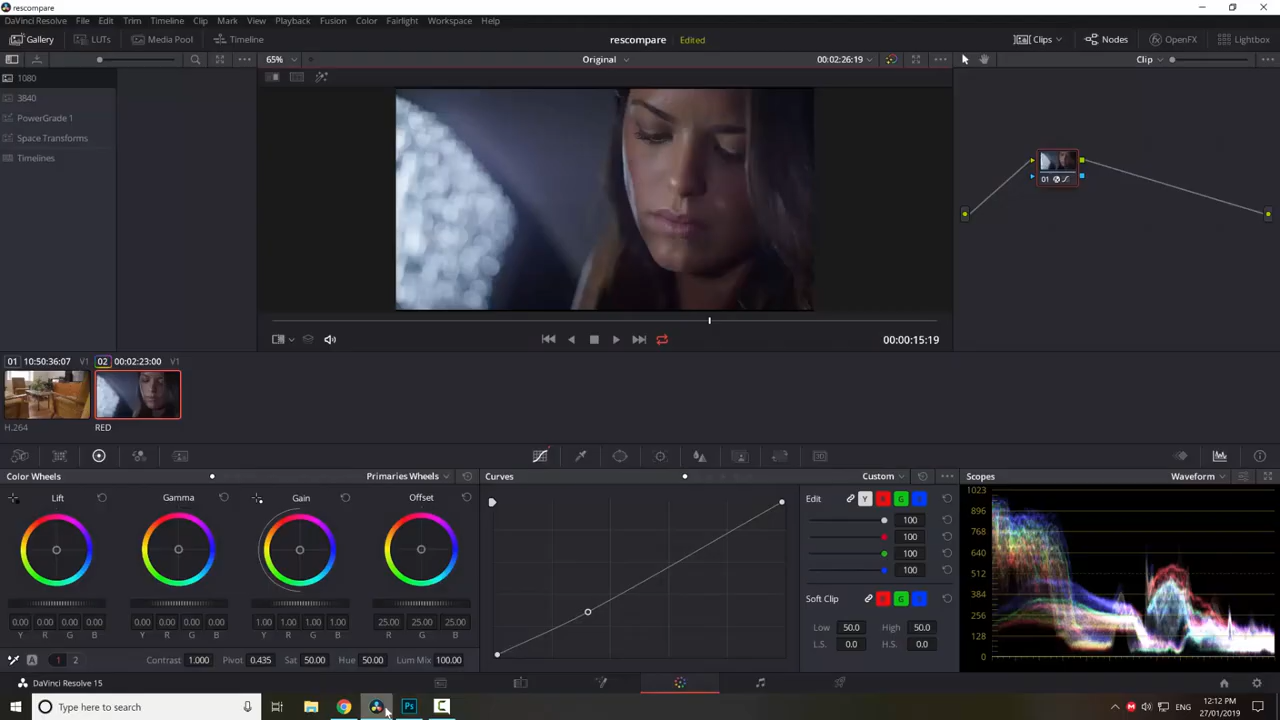 rescompare
DaVinci Resolve File Edit Trim Timeline Clip Mark View Playback Fusion Color Fairlight Workspace Help
Gallery LUTs Media Pool Timeline rescompare Edited Clips Nodes OpenFX Lightbox
65% Original 00:02:26:19 Clip
1080
3840
PowerGrade 1
Space Transforms
Timelines
01
00:00:15:19
01 10:50:36:07 V1 02 00:02:23:00 V1
H.264 RED
Color Wheels Primaries Wheels Curves Custom Scopes Waveform
Lift Gamma Gain Offset
Edit Y R G B
100
100
100
100
Soft Clip R G B
Low 50.0 High 50.0
L.S. 0.0 H.S. 0.0
1023
896
768
640
512
384
256
128
0
0.00 0.00 0.00 0.00 0.00 0.00 0.00 0.00 1.00 1.00 1.00 25.00 25.00 25.00
Y R G B Y R G B Y R G B R G B
A 1 2 Contrast 1.000 Pivot 0.435 Sat 50.00 Hue 50.00 Lum Mix 100.00
DaVinci Resolve 15
Type here to search Ps ENG 12:12 PM
27/01/2019